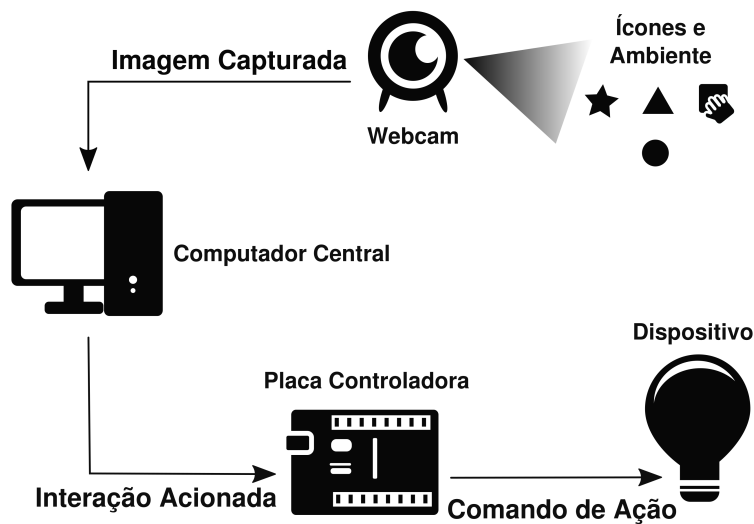 Ícones e
Ambiente
Imagem Capturada
Webcam
Computador Central
Dispositivo
Placa Controladora
Interação Acionada
Comando de Ação